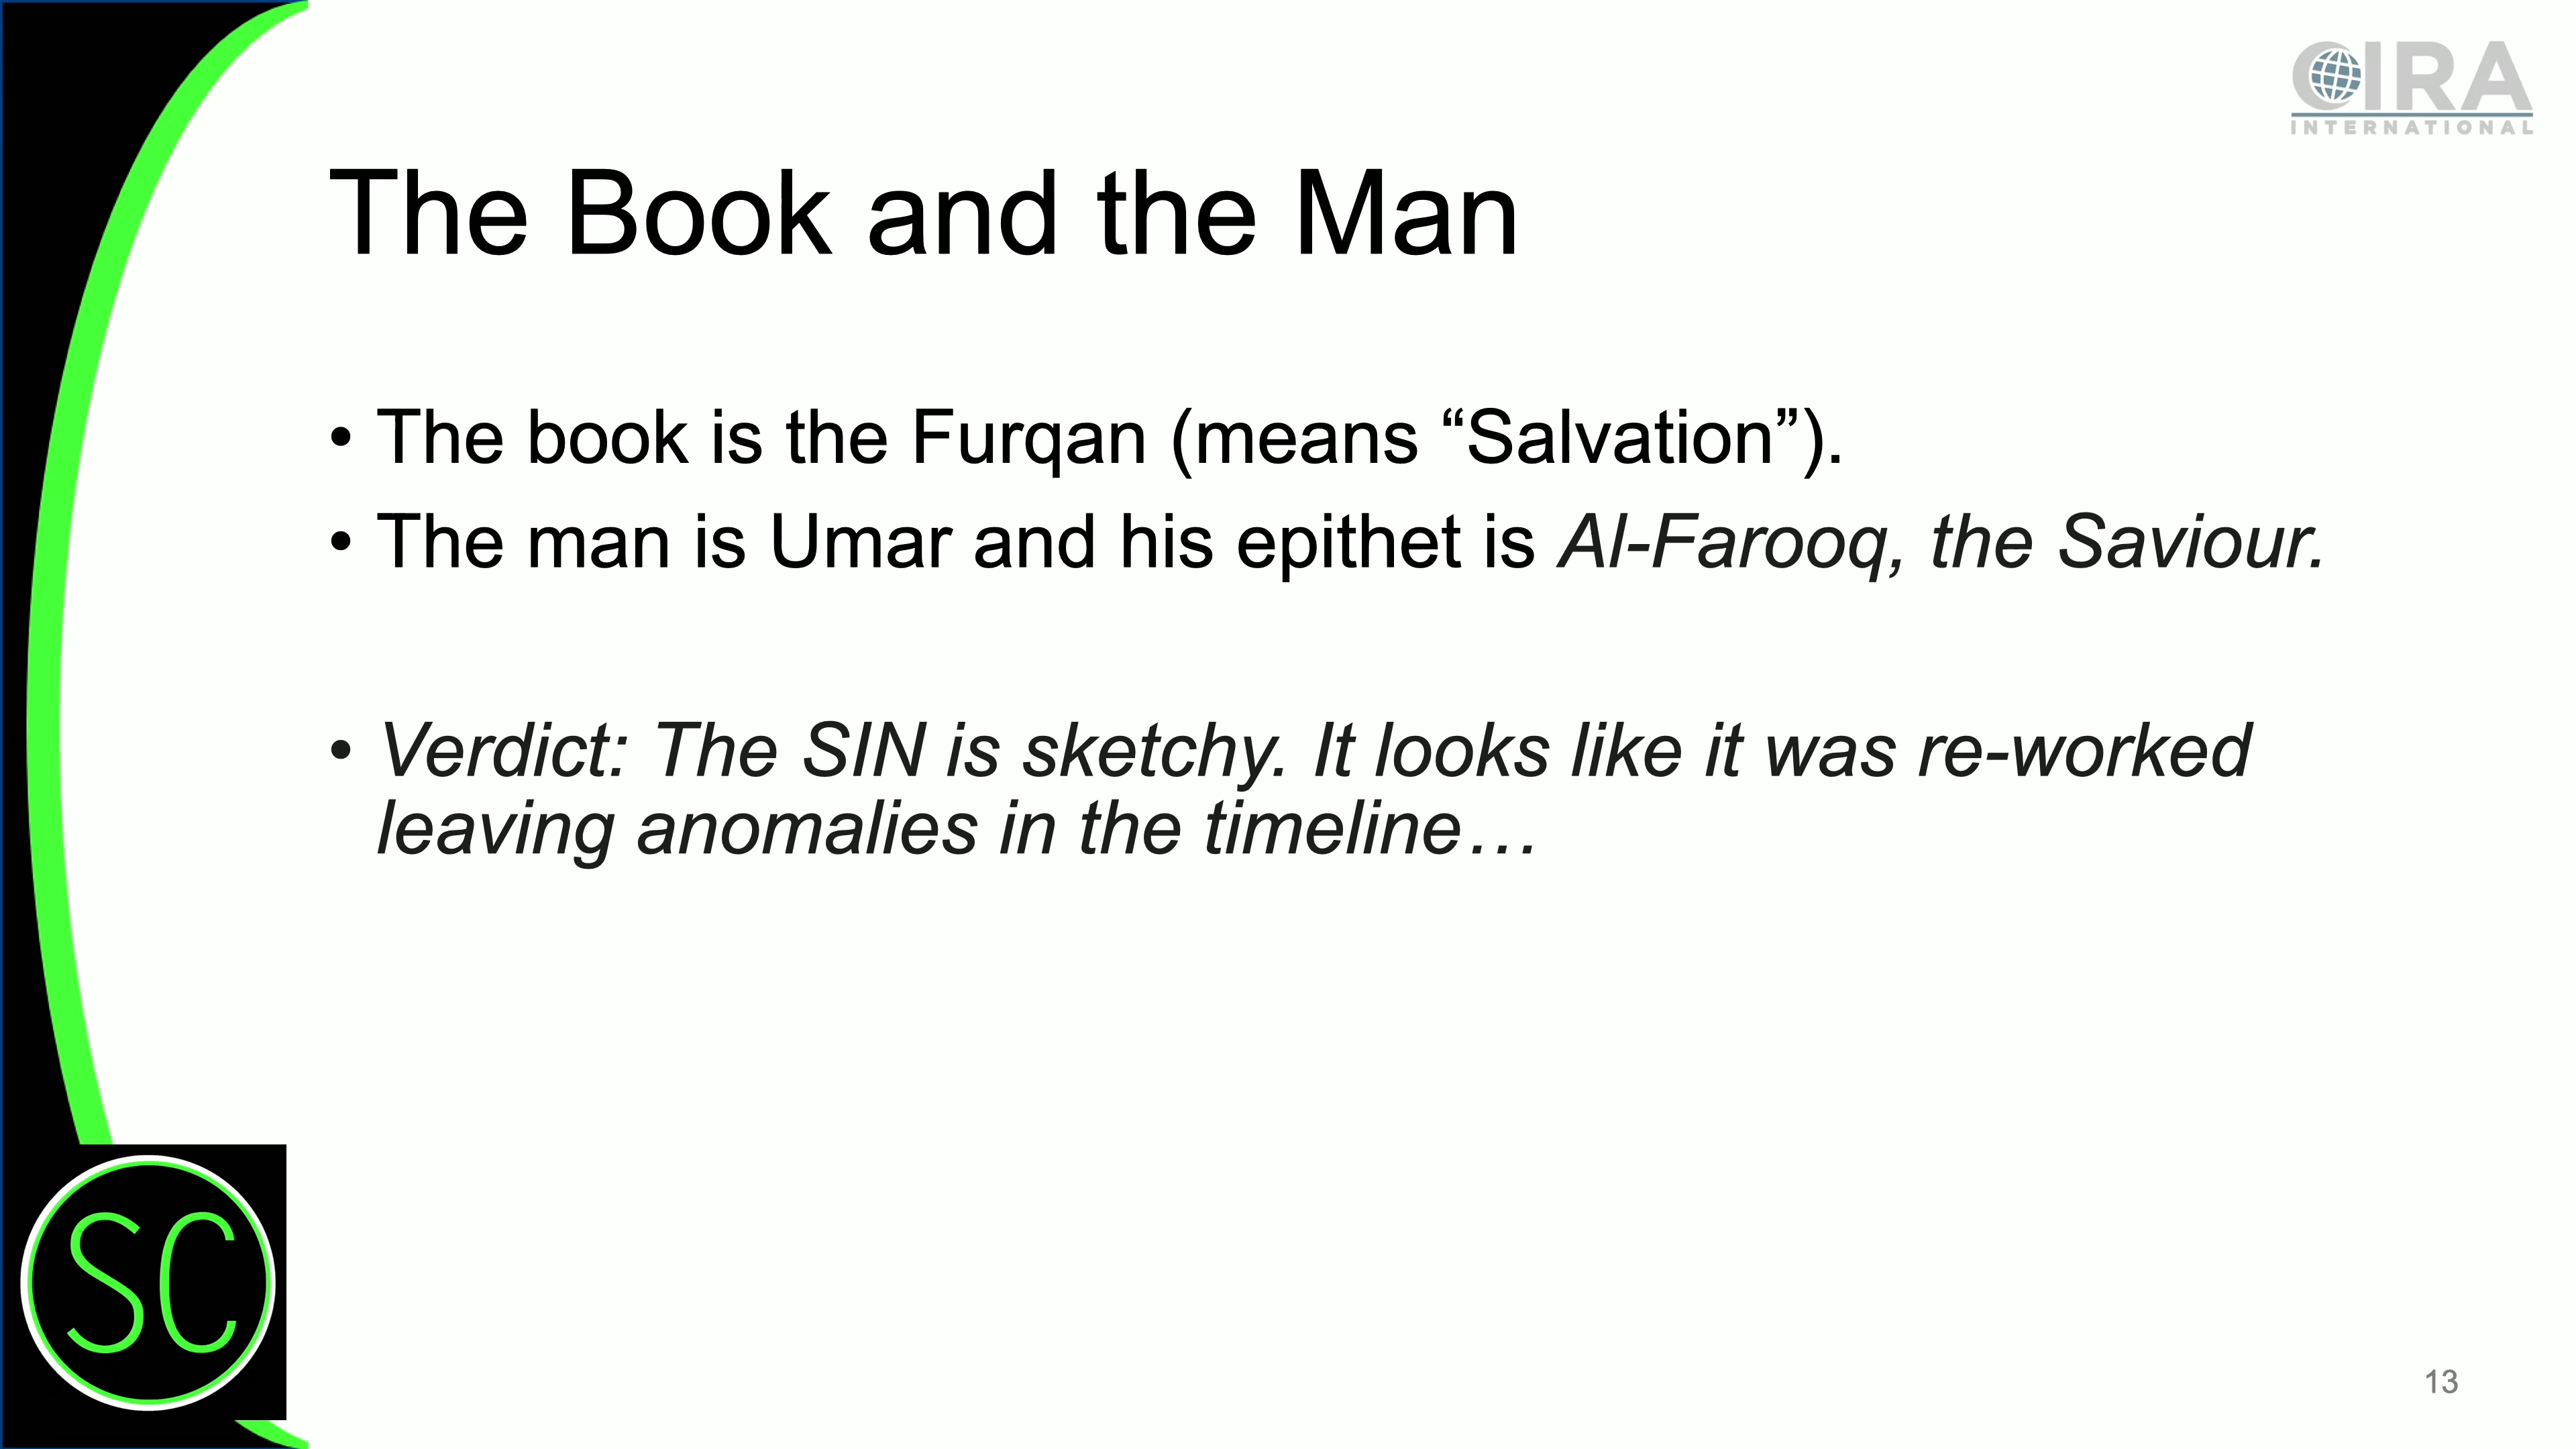 CIRA
INTERNATIONAL
The Book and the Man
• The book is the Furqan (means “Salvation”).
• The man is Umar and his epithet is Al-Farooq, the Saviour.
• Verdict: The SIN is sketchy. It looks like it was re-worked
leaving anomalies in the timeline…
SC
13